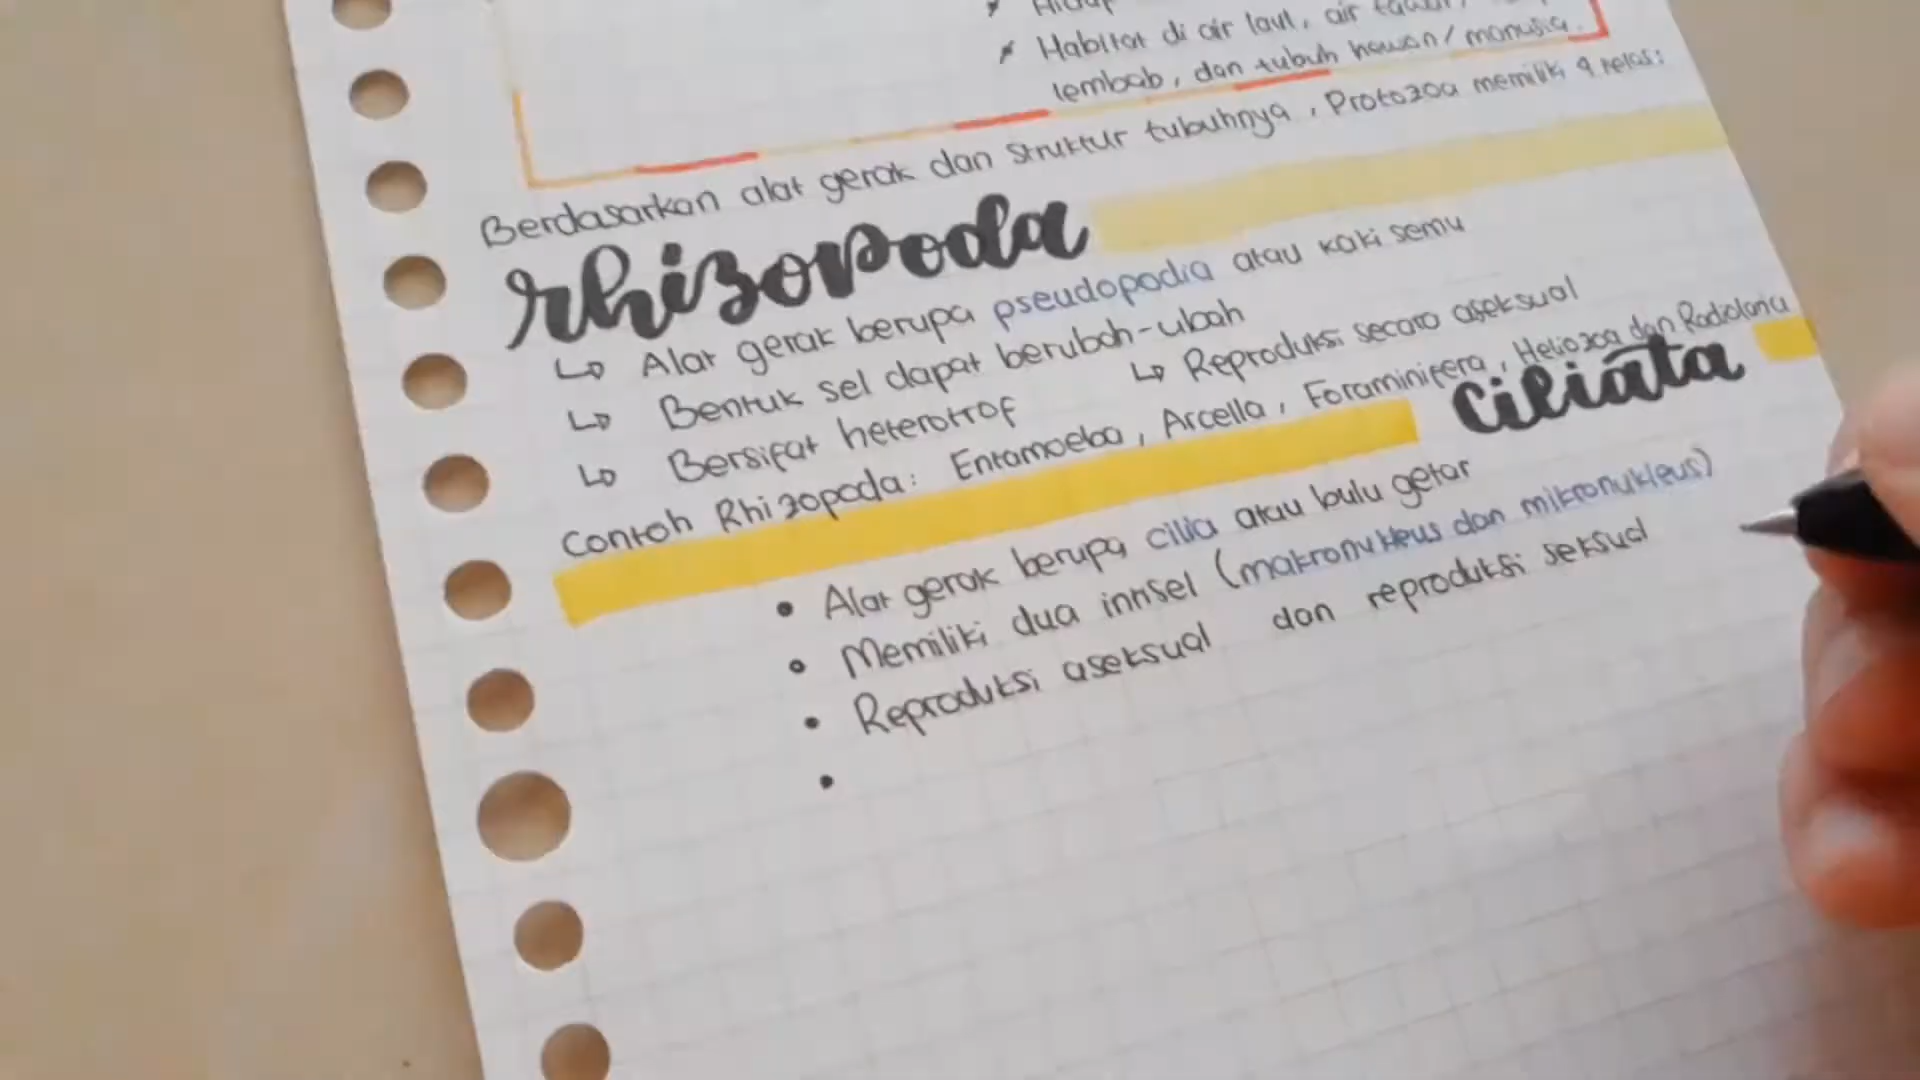 Hidup
Habitat di air laut, air tawar,
lembab, dan tubuh hewan/manusia.
Berdasarkan alat gerak dan struktur tubuhnya, Protozoa memiliki 4 kelas:
rhizopoda
↳ Alat gerak berupa pseudopodia atau kaki semu
↳ Bentuk sel dapat berubah-ubah
↳ Bersifat heterotrof ↳ Reproduksi secara aseksual
Contoh Rhizopoda: Entamoeba, Arcella, Foraminifera, Heliozoa dan Radiolaria
ciliata
• Alat gerak berupa cilia atau bulu getar
• Memiliki dua intisel (makronukleus dan mikronukleus)
• Reproduksi aseksual dan reproduksi seksual
•